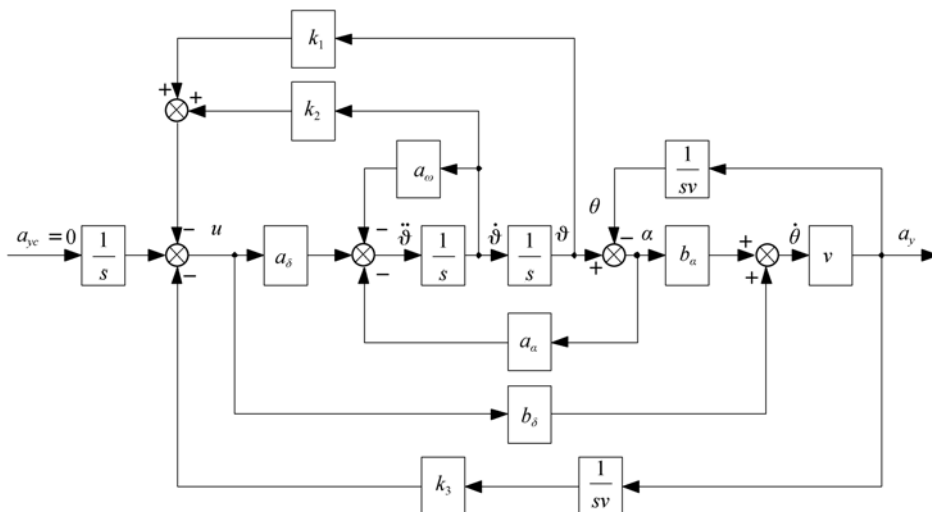 k₁
+ +
k₂
a_ω
1/sv
θ
a_yc = 0
1/s
−
−
u
a_δ
−
−
ϑ̈
1/s
ϑ̇
1/s
ϑ
+
−
α
b_α
+
+
θ̇
v
a_y
a_α
b_δ
k₃
1/sv